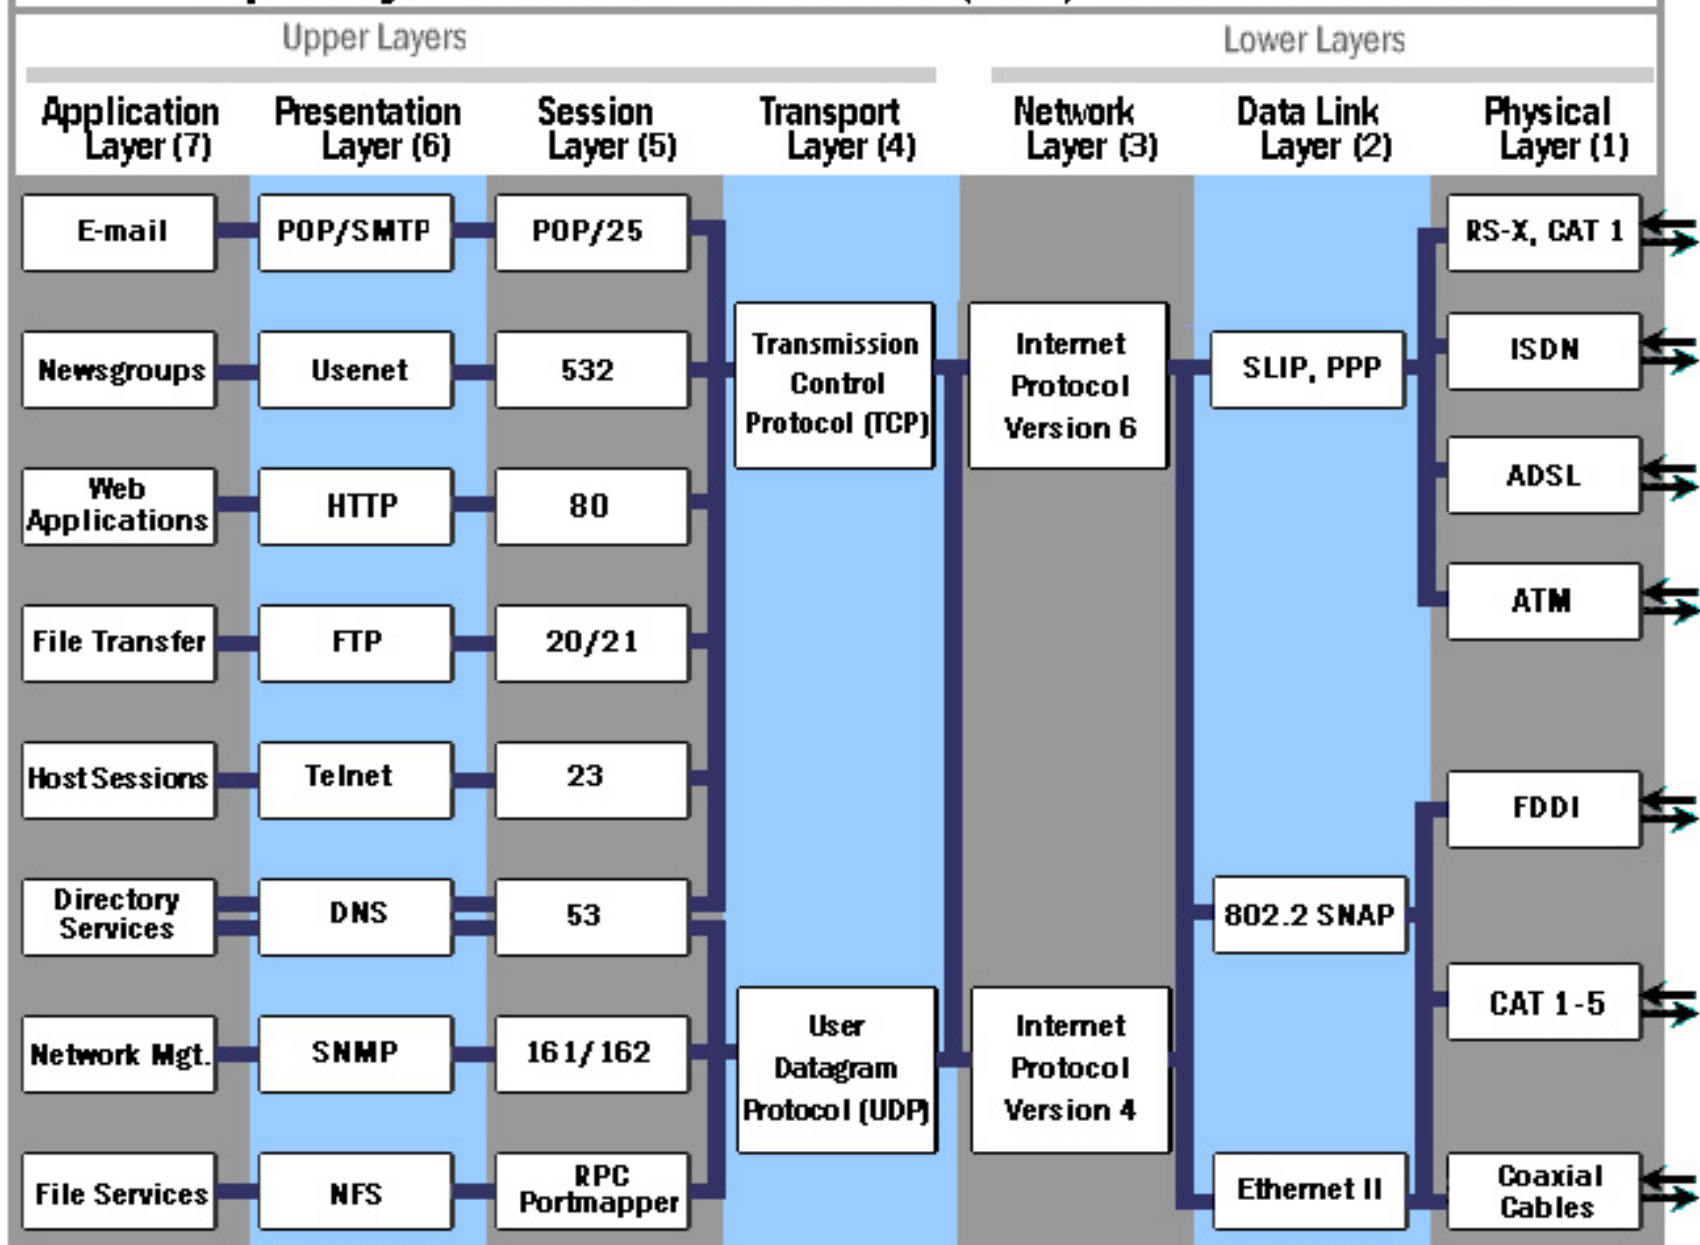 Upper Layers
Lower Layers
Application
Layer (7)
Presentation
Layer (6)
Session
Layer (5)
Transport
Layer (4)
Network
Layer (3)
Data Link
Layer (2)
Physical
Layer (1)
E-mail
POP/SMTP
POP/25
RS-X, CAT 1
Newsgroups
Usenet
532
Transmission
Control
Protocol (TCP)
Internet
Protocol
Version 6
SLIP, PPP
ISDN
Web
Applications
HTTP
80
ADSL
File Transfer
FTP
20/21
ATM
Host Sessions
Telnet
23
FDDI
Directory
Services
DNS
53
802.2 SNAP
Network Mgt.
SNMP
161/162
User
Datagram
Protocol (UDP)
Internet
Protocol
Version 4
CAT 1-5
File Services
NFS
RPC
Portmapper
Ethernet II
Coaxial
Cables